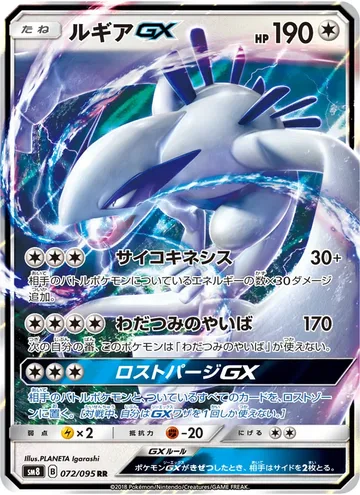 たね ルギアGX HP 190
サイコキネシス 30+
相手のバトルポケモンについているエネルギーの数×30ダメージ
追加。
わだつみのやいば 170
次の自分の番、このポケモンは「わだつみのやいば」が使えない。
ロストパージGX
相手のバトルポケモンと、ついているすべてのカードを、ロストゾー
ンに置く。[対戦中、自分はGXワザを1回しか使えない。]
弱点 ×2 抵抗力 -20 にげる
Illus.PLANETA Igarashi
GXルール
SM8 B 072/095 RR
ポケモンGXがきぜつしたとき、相手はサイドを2枚とる。
©2018 Pokémon/Nintendo/Creatures/GAME FREAK.